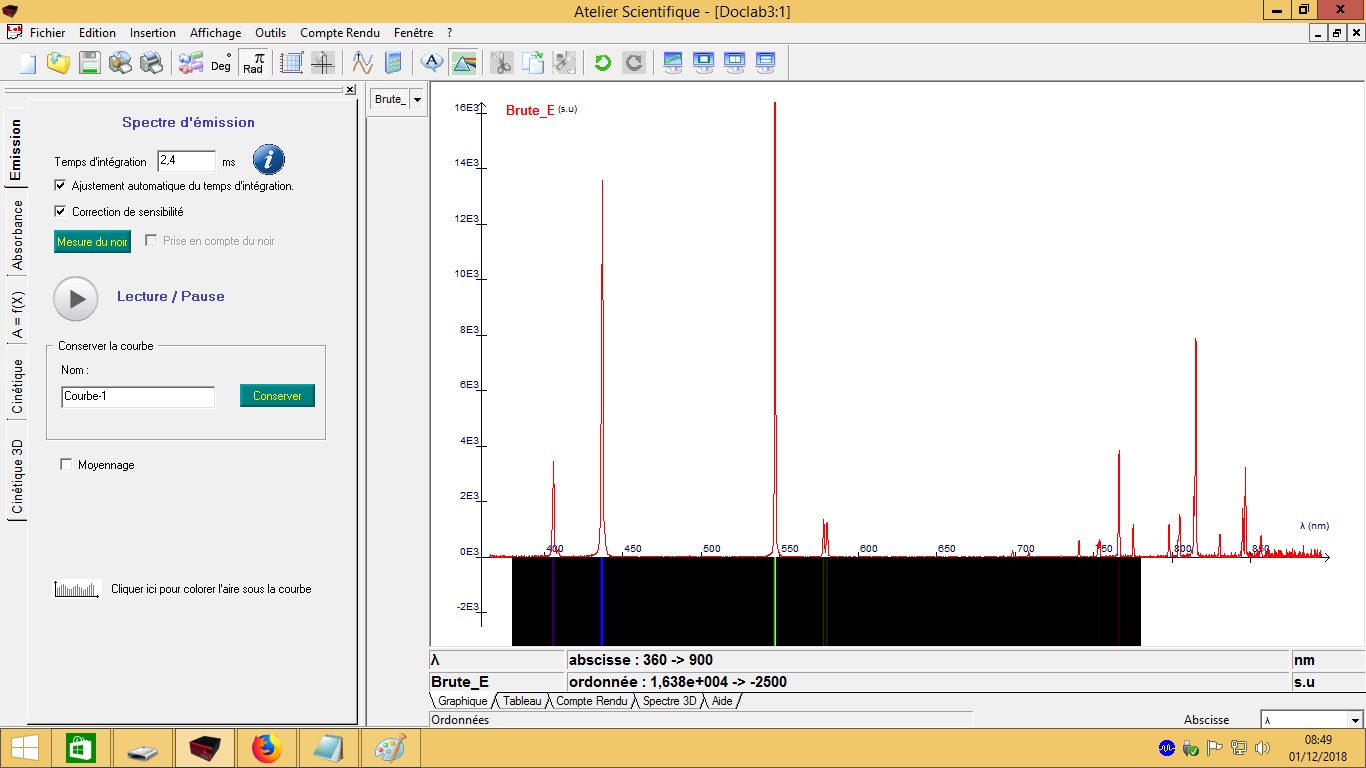 Atelier Scientifique - [Doclab3:1]
Fichier Edition Insertion Affichage Outils Compte Rendu Fenêtre ?
Deg π Rad A
Brute_
Spectre d'émission
Temps d'intégration 2,4 ms i
Ajustement automatique du temps d'intégration.
Correction de sensibilité
Mesure du noir Prise en compte du noir
Lecture / Pause
Conserver la courbe
Nom :
Courbe-1 Conserver
Moyennage
Cliquer ici pour colorer l'aire sous la courbe
Emission
Absorbance
A = f(X)
Cinétique
Cinétique 3D
Brute_E (s.u)
16E3
14E3
12E3
10E3
8E3
6E3
4E3
2E3
0E3
-2E3
400 450 500 550 600 650 700 750 800 850
λ (nm)
λ abscisse : 360 -> 900 nm
Brute_E ordonnée : 1,638e+004 -> -2500 s.u
Graphique Tableau Compte Rendu Spectre 3D Aide
Ordonnées Abscisse λ
08:49
01/12/2018